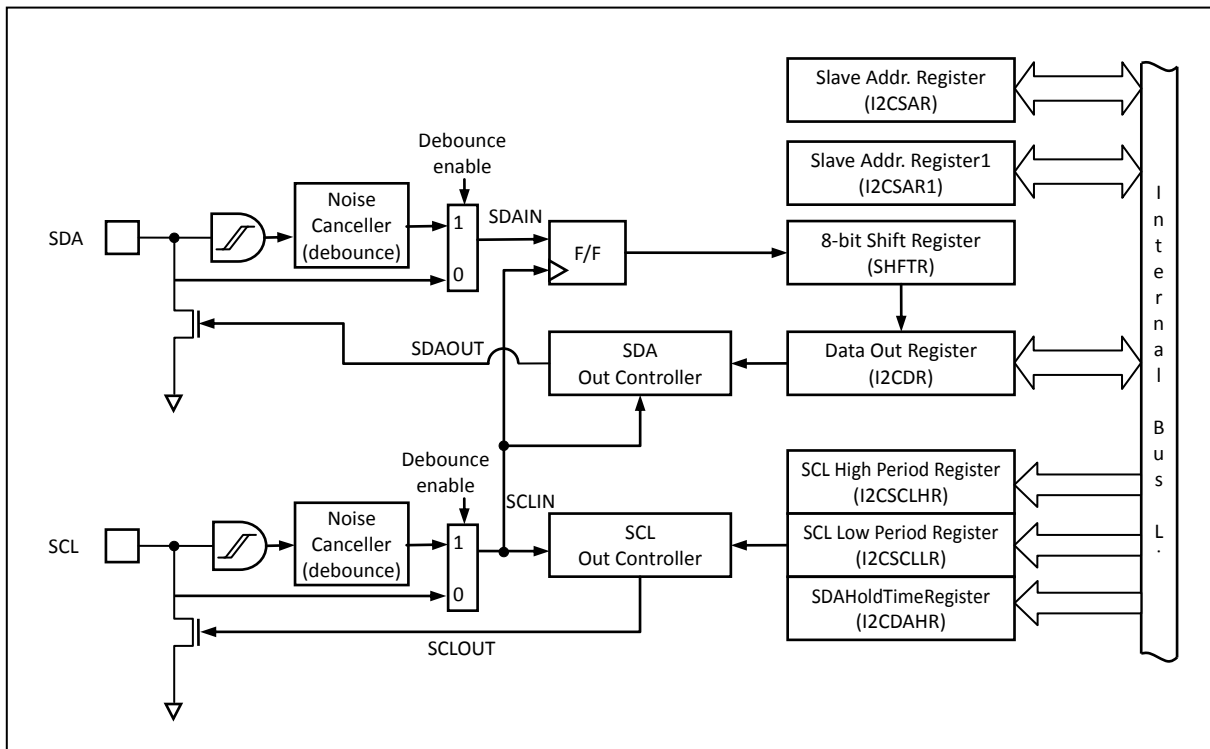 Slave Addr. Register
(I2CSAR)
Slave Addr. Register1
(I2CSAR1)
Debounce
enable
Noise
Canceller
(debounce)
1
0
SDAIN
SDA
F/F
8-bit Shift Register
(SHFTR)
SDAOUT
SDA
Out Controller
Data Out Register
(I2CDR)
Debounce
enable
Noise
Canceller
(debounce)
1
0
SCLIN
SCL
SCL
Out Controller
SCLOUT
SCL High Period Register
(I2CSCLHR)
SCL Low Period Register
(I2CSCLLR)
SDAHoldTimeRegister
(I2CDAHR)
Internal Bus L.